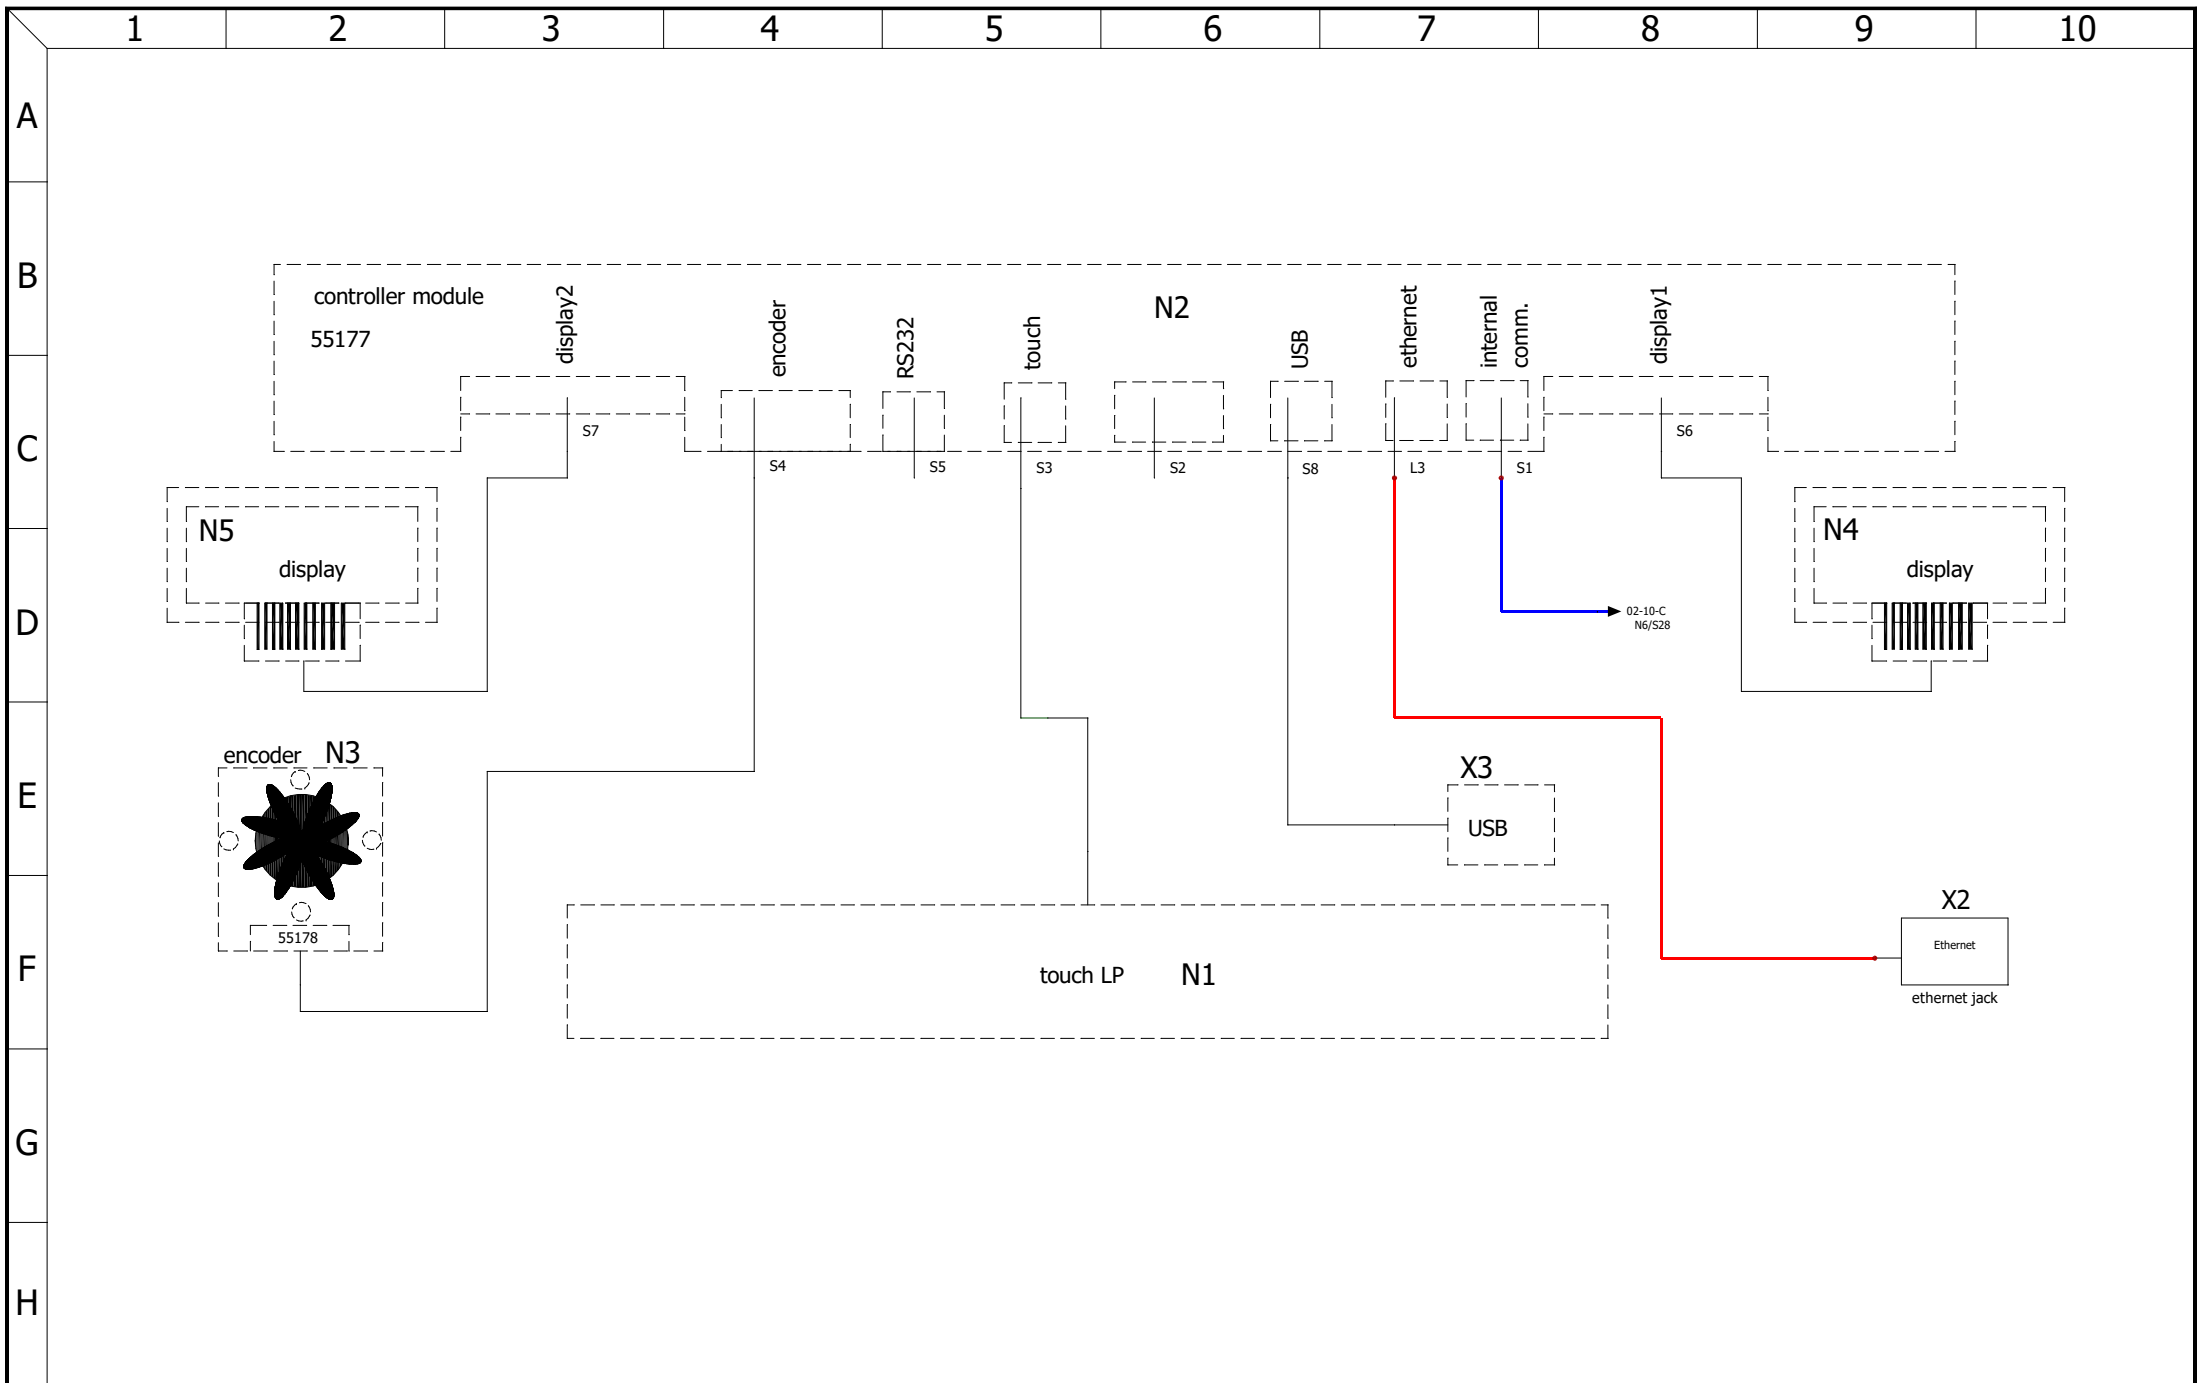 1 2 3 4 5 6 7 8 9 10
A
B
controller module
55177
display2
encoder
RS232
touch
N2
USB
ethernet
internal
comm.
display1
C
S7
S4
S5
S3
S2
S8
L3
S1
S6
N5
display
N4
display
D
02-10-C
N6/S28
encoder N3
E
X3
USB
55178
F
touch LP N1
X2
Ethernet
ethernet jack
G
H